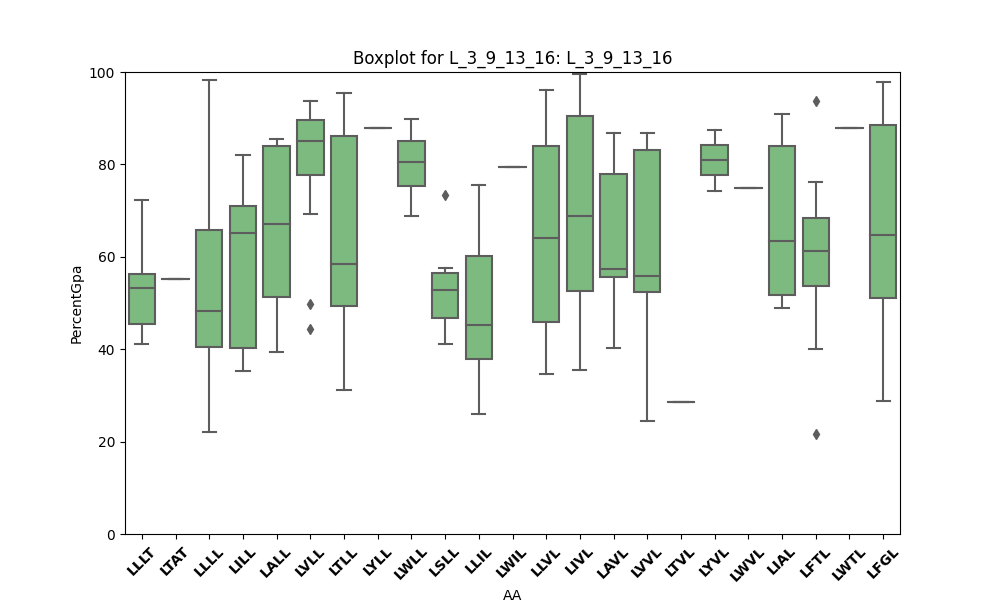 Boxplot for L_3_9_13_16: L_3_9_13_16
100
80
60
40
20
0
PercentGpa
LLLT LTAT LLLL LILL LALL LVLL LTLL LYLL LWLL LSLL LLIL LWIL LLVL LIVL LAVL LVVL LTVL LYVL LWVL LIAL LFTL LWTL LFGL
AA